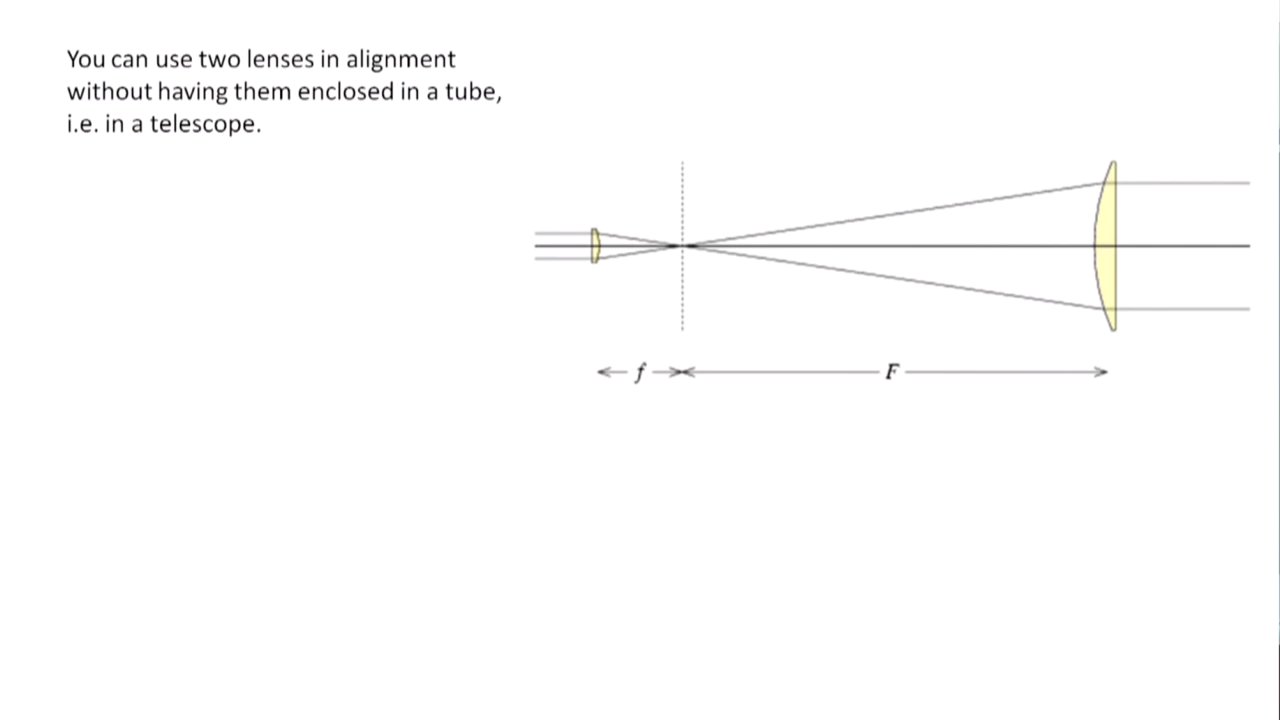 You can use two lenses in alignment
without having them enclosed in a tube,
i.e. in a telescope.
f
F